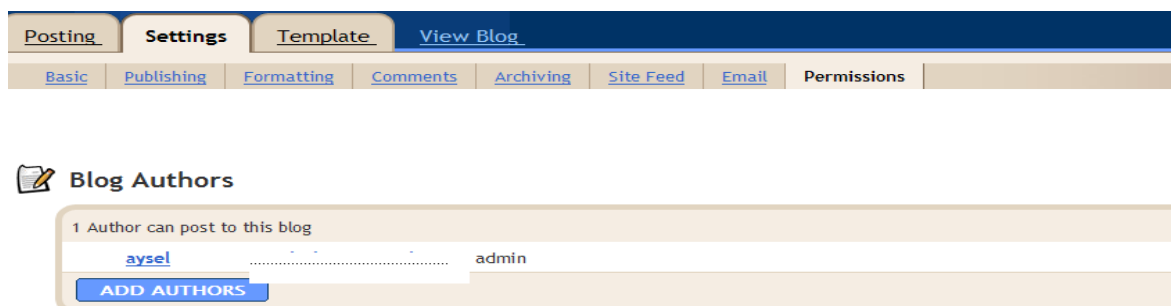 Posting Settings Template View Blog
Basic Publishing Formatting Comments Archiving Site Feed Email Permissions
Blog Authors
1 Author can post to this blog
aysel admin
ADD AUTHORS